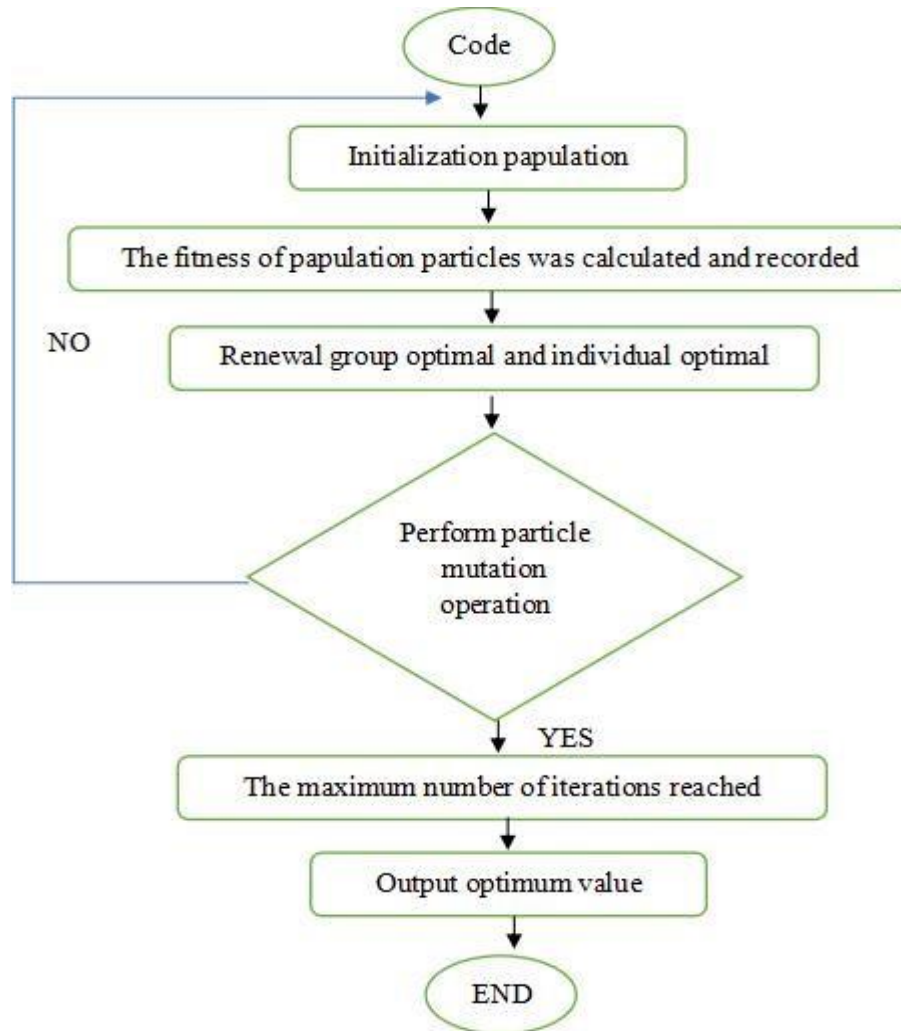 Code
Initialization papulation
The fitness of papulation particles was calculated and recorded
NO
Renewal group optimal and individual optimal
Perform particle
mutation
operation
YES
The maximum number of iterations reached
Output optimum value
END